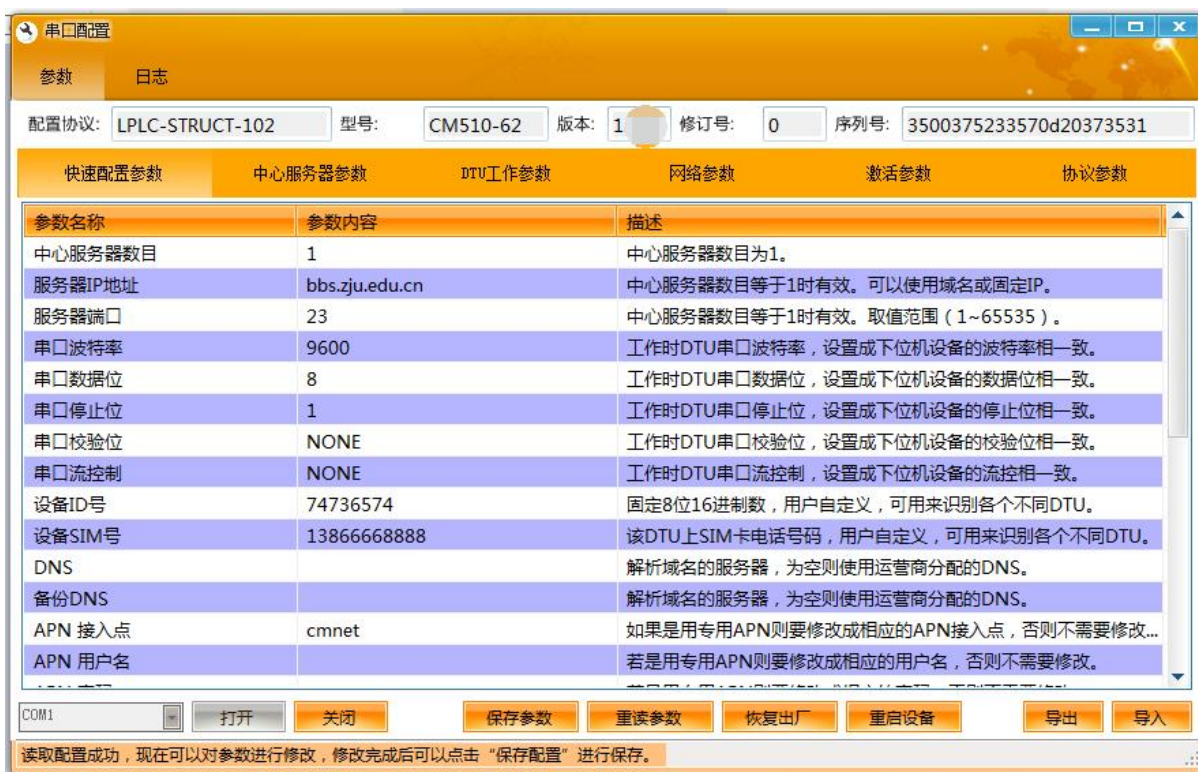 串口配置
参数 日志
配置协议: LPLC-STRUCT-102 型号: CM510-62 版本: 1 修订号: 0 序列号: 3500375233570d20373531
快速配置参数 中心服务器参数 DTU工作参数 网络参数 激活参数 协议参数
参数名称 参数内容 描述
中心服务器数目 1 中心服务器数目为1。
服务器IP地址 bbs.zju.edu.cn 中心服务器数目等于1时有效。可以使用域名或固定IP。
服务器端口 23 中心服务器数目等于1时有效。取值范围（1~65535）。
串口波特率 9600 工作时DTU串口波特率，设置成下位机设备的波特率相一致。
串口数据位 8 工作时DTU串口数据位，设置成下位机设备的数据位相一致。
串口停止位 1 工作时DTU串口停止位，设置成下位机设备的停止位相一致。
串口校验位 NONE 工作时DTU串口校验位，设置成下位机设备的校验位相一致。
串口流控制 NONE 工作时DTU串口流控制，设置成下位机设备的流控相一致。
设备ID号 74736574 固定8位16进制数，用户自定义，可用来识别各个不同DTU。
设备SIM号 13866668888 该DTU上SIM卡电话号码，用户自定义，可用来识别各个不同DTU。
DNS 解析域名的服务器，为空则使用运营商分配的DNS。
备份DNS 解析域名的服务器，为空则使用运营商分配的DNS。
APN 接入点 cmnet 如果是用专用APN则要修改成相应的APN接入点，否则不需要修改...
APN 用户名 若是用专用APN则要修改成相应的用户名，否则不需要修改。
COM1 打开 关闭 保存参数 重读参数 恢复出厂 重启设备 导出 导入
读取配置成功，现在可以对参数进行修改，修改完成后可以点击“保存配置”进行保存。